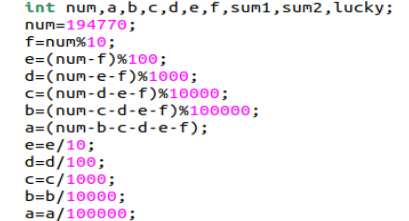 int num,a,b,c,d,e,f,sum1,sum2,lucky;
num=194770;
f=num%10;
e=(num-f)%100;
d=(num-e-f)%1000;
c=(num-d-e-f)%10000;
b=(num-c-d-e-f)%100000;
a=(num-b-c-d-e-f);
e=e/10;
d=d/100;
c=c/1000;
b=b/10000;
a=a/100000;